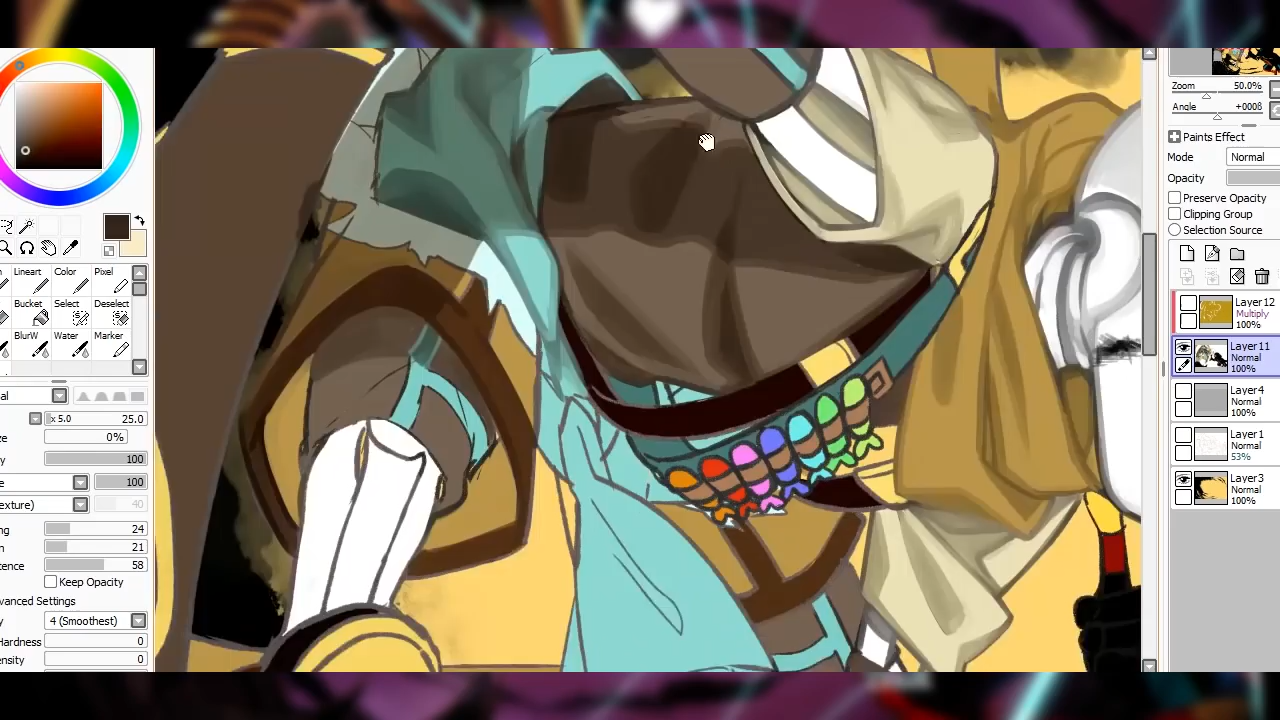 Zoom 50.0%
Angle +0008
Paints Effect
Mode Normal
Opacity
Preserve Opacity
Clipping Group
Selection Source
Lineart Color Pixel
Bucket Select Deselect
BlurW Water Marker
x 5.0 25.0
0%
100
100
40
24
21
58
Keep Opacity
4 (Smoothest)
Hardness 0
0
Settings
Layer12
Multiply
100%
Layer11
Normal
100%
Layer4
Normal
100%
Layer1
Normal
53%
Layer3
Normal
100%